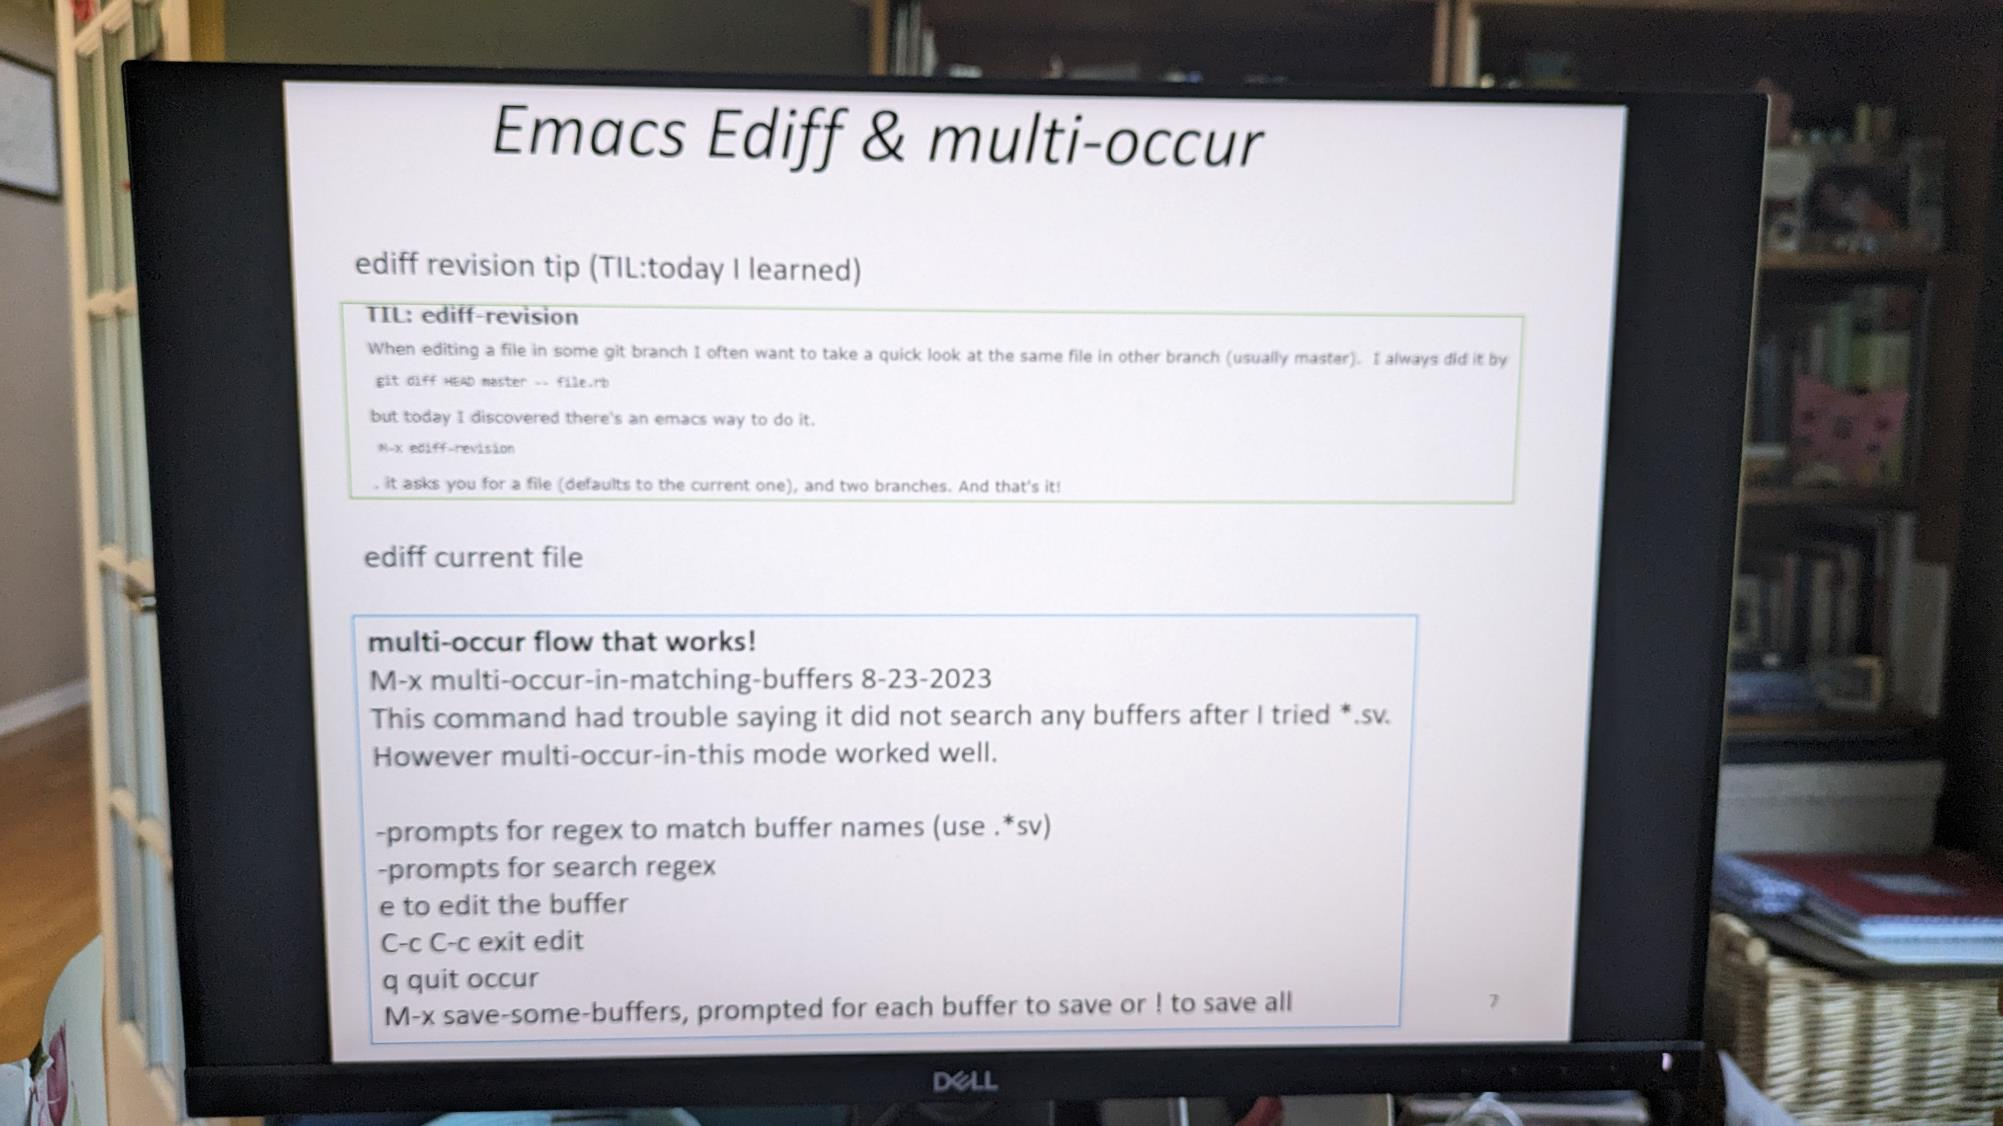 Emacs Ediff & multi-occur
ediff revision tip (TIL:today I learned)
TIL: ediff-revision
When editing a file in some git branch I often want to take a quick look at the same file in other branch (usually master). I always did it by
git diff HEAD master -- file.rb
but today I discovered there's an emacs way to do it.
M-x ediff-revision
. it asks you for a file (defaults to the current one), and two branches. And that's it!
ediff current file
multi-occur flow that works!
M-x multi-occur-in-matching-buffers 8-23-2023
This command had trouble saying it did not search any buffers after I tried *.sv.
However multi-occur-in-this mode worked well.
-prompts for regex to match buffer names (use .*sv)
-prompts for search regex
e to edit the buffer
C-c C-c exit edit
q quit occur
M-x save-some-buffers, prompted for each buffer to save or ! to save all
7
DELL